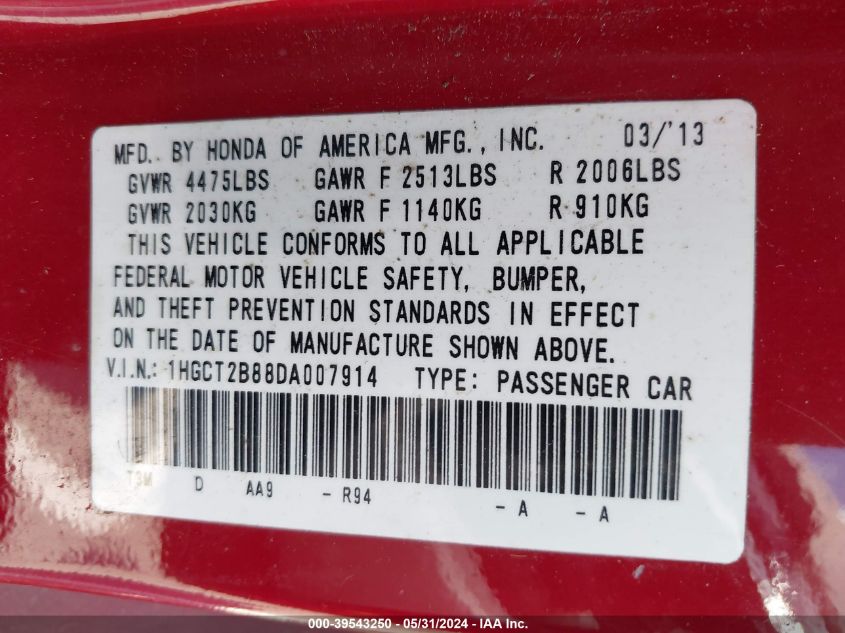 MFD. BY HONDA OF AMERICA MFG., INC. 03/'13
GVWR 4475LBS GAWR F 2513LBS R 2006LBS
GVWR 2030KG GAWR F 1140KG R 910KG
THIS VEHICLE CONFORMS TO ALL APPLICABLE
FEDERAL MOTOR VEHICLE SAFETY, BUMPER,
AND THEFT PREVENTION STANDARDS IN EFFECT
ON THE DATE OF MANUFACTURE SHOWN ABOVE.
V.I.N.: 1HGCT2B88DA007914 TYPE: PASSENGER CAR
T3M D AA9 - R94 - A - A
000-39543250 - 05/31/2024 - IAA Inc.